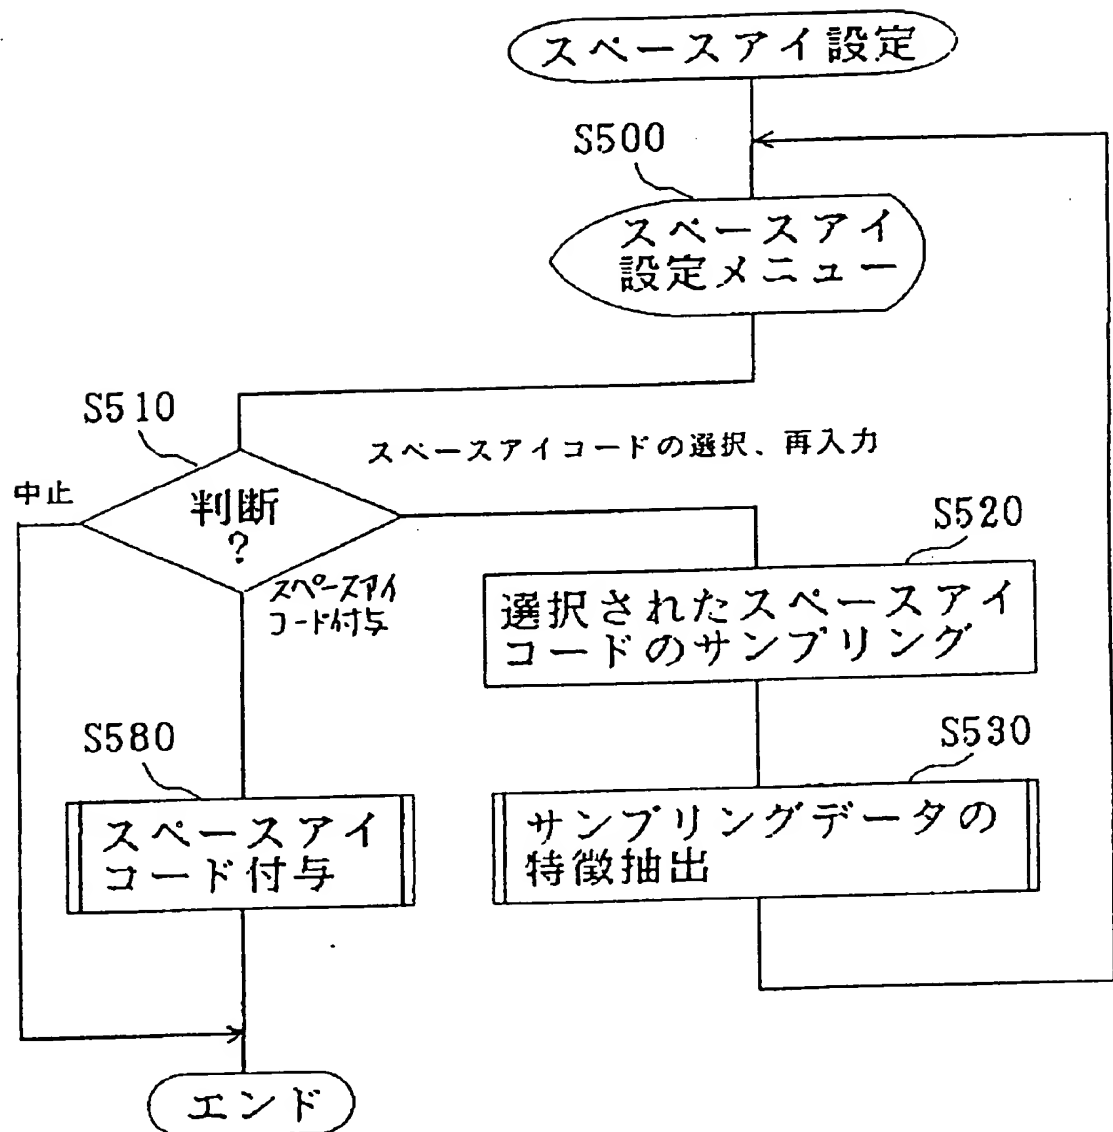 スペースアイ設定
S500
スペースアイ
設定メニュー
S510
スペースアイコードの選択、再入力
中止
判断
?
スペースアイ
コード付与
S520
選択されたスペースアイ
コードのサンプリング
S580
スペースアイ
コード付与
S530
サンプリングデータの
特徴抽出
エンド